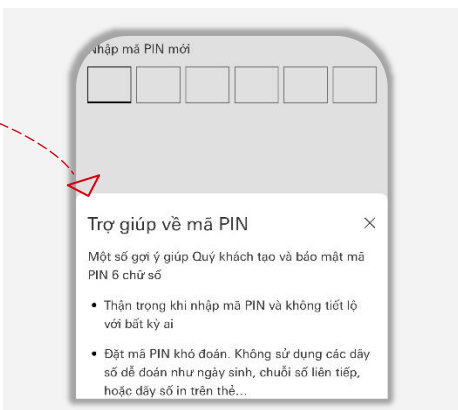 Nhập mã PIN mới
Trợ giúp về mã PIN
Một số gợi ý giúp Quý khách tạo và bảo mật mã
PIN 6 chữ số
• Thận trọng khi nhập mã PIN và không tiết lộ
với bất kỳ ai
• Đặt mã PIN khó đoán. Không sử dụng các dãy
số dễ đoán như ngày sinh, chuỗi số liên tiếp,
hoặc dãy số in trên thẻ...